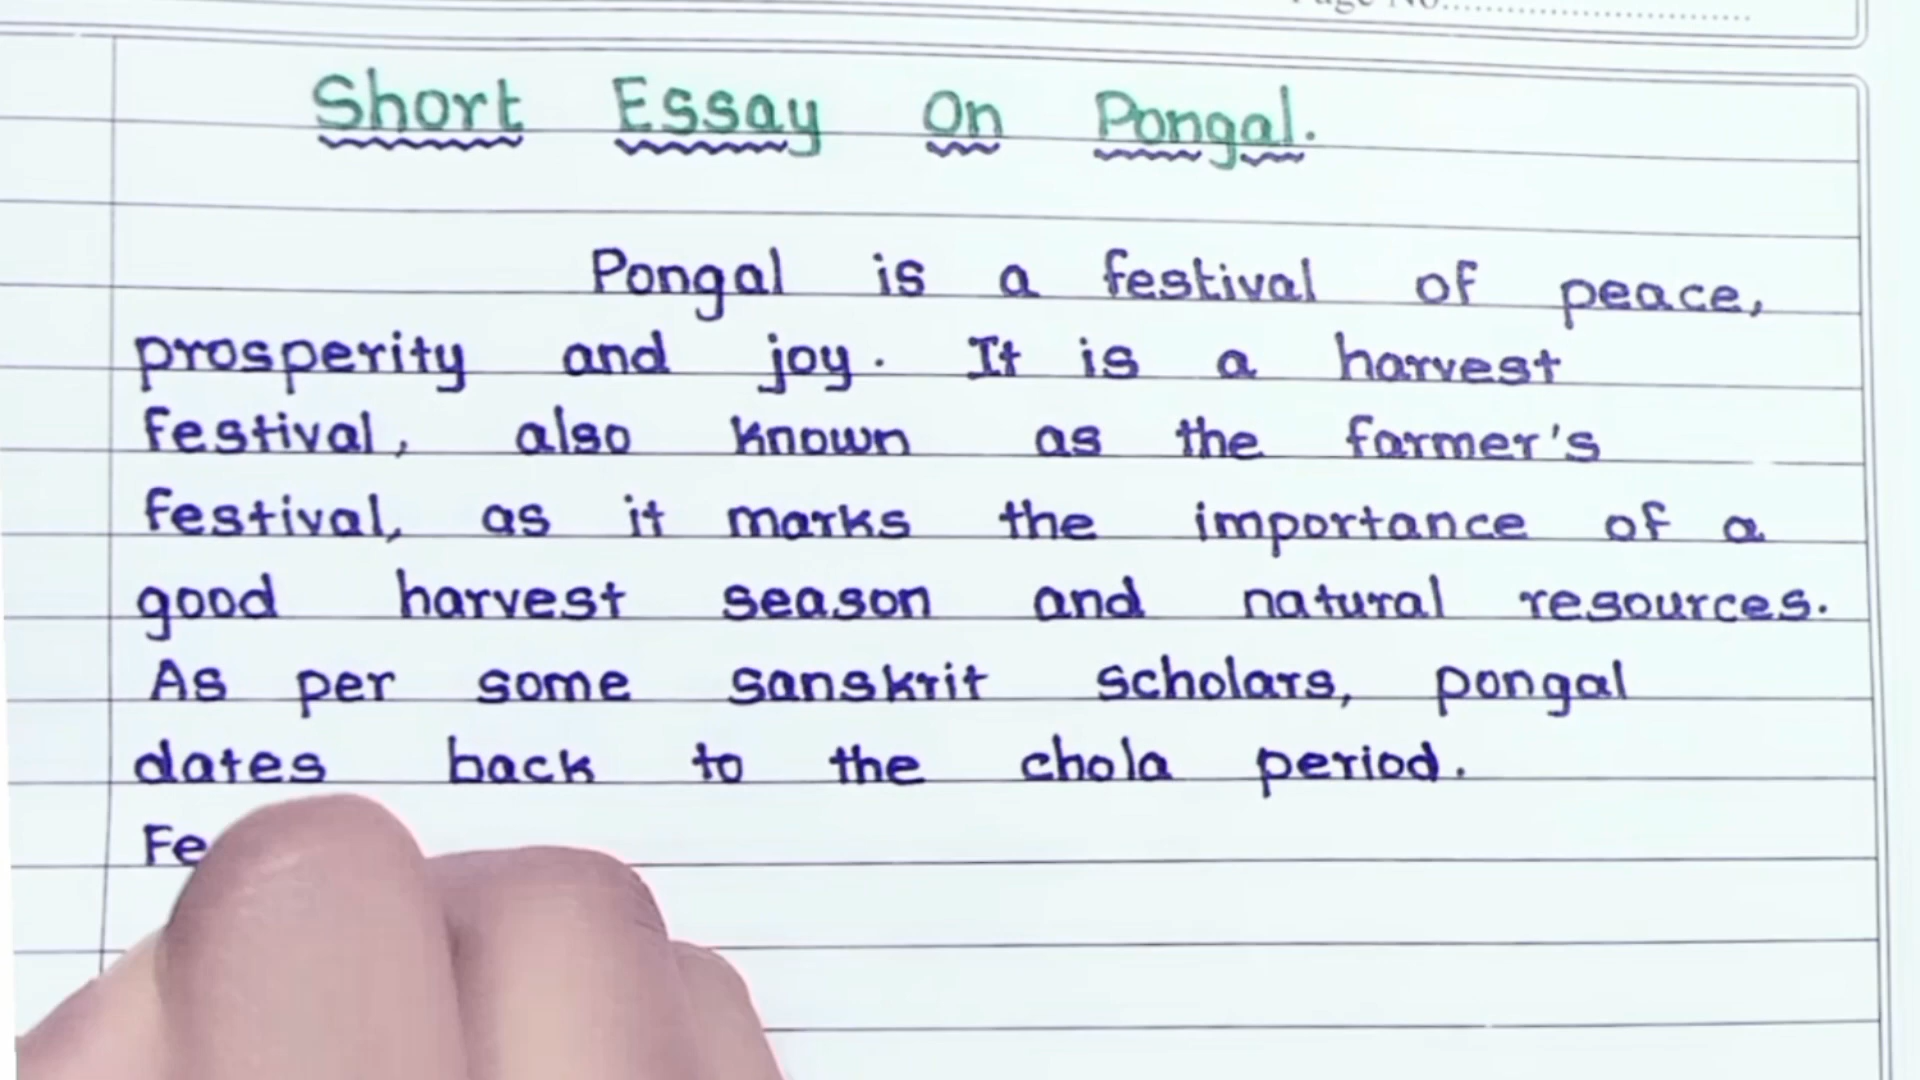 Page No.
Short Essay On Pongal.
Pongal is a festival of peace,
prosperity and joy. It is a harvest
festival, also known as the farmer's
festival, as it marks the importance of a
good harvest season and natural resources.
As per some sanskrit scholars, pongal
dates back to the chola period.
Fe